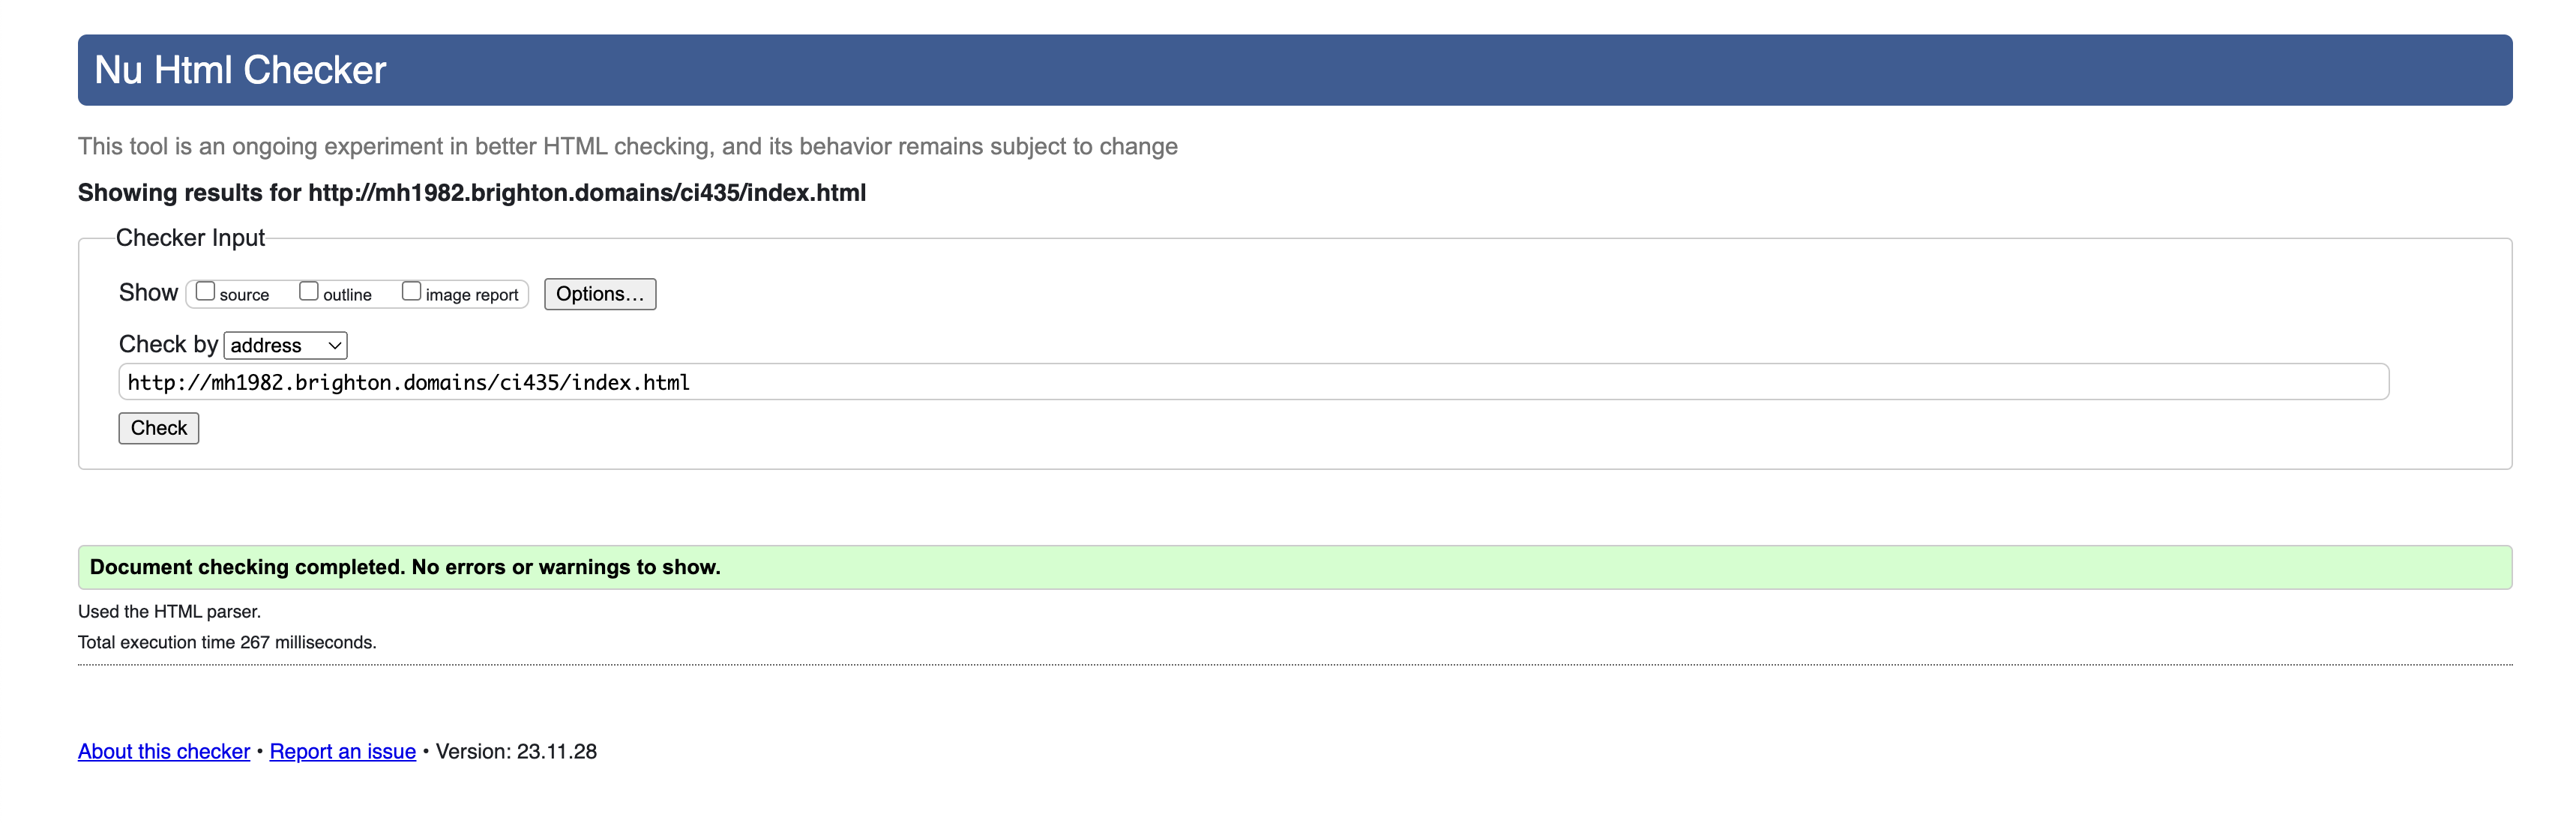 Nu Html Checker
This tool is an ongoing experiment in better HTML checking, and its behavior remains subject to change
Showing results for http://mh1982.brighton.domains/ci435/index.html
Checker Input
Show source outline image report Options...
Check by address
http://mh1982.brighton.domains/ci435/index.html
Check
Document checking completed. No errors or warnings to show.
Used the HTML parser.
Total execution time 267 milliseconds.
About this checker • Report an issue • Version: 23.11.28